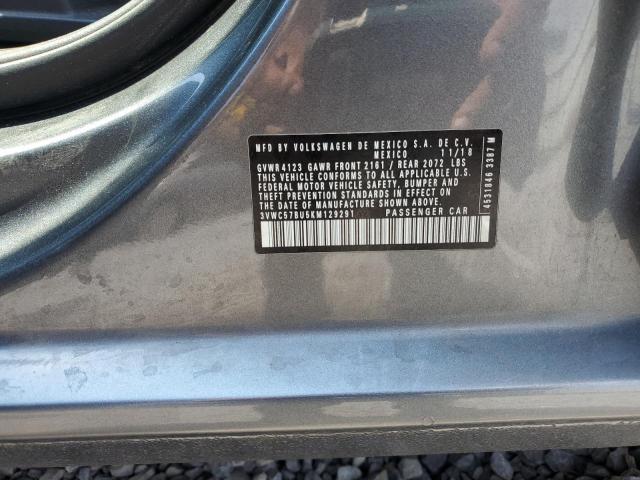 MFD BY VOLKSWAGEN DE MEXICO S.A. DE C.V.
MEXICO 11/18
GVWR4123 GAWR FRONT 2161 / REAR 2072 LBS
THIS VEHICLE CONFORMS TO ALL APPLICABLE U.S.
FEDERAL MOTOR VEHICLE SAFETY, BUMPER AND
THEFT PREVENTION STANDARDS IN EFFECT ON
THE DATE OF MANUFACTURE SHOWN ABOVE
3VWC57BU5KM129291 PASSENGER CAR
4531846 3387 M